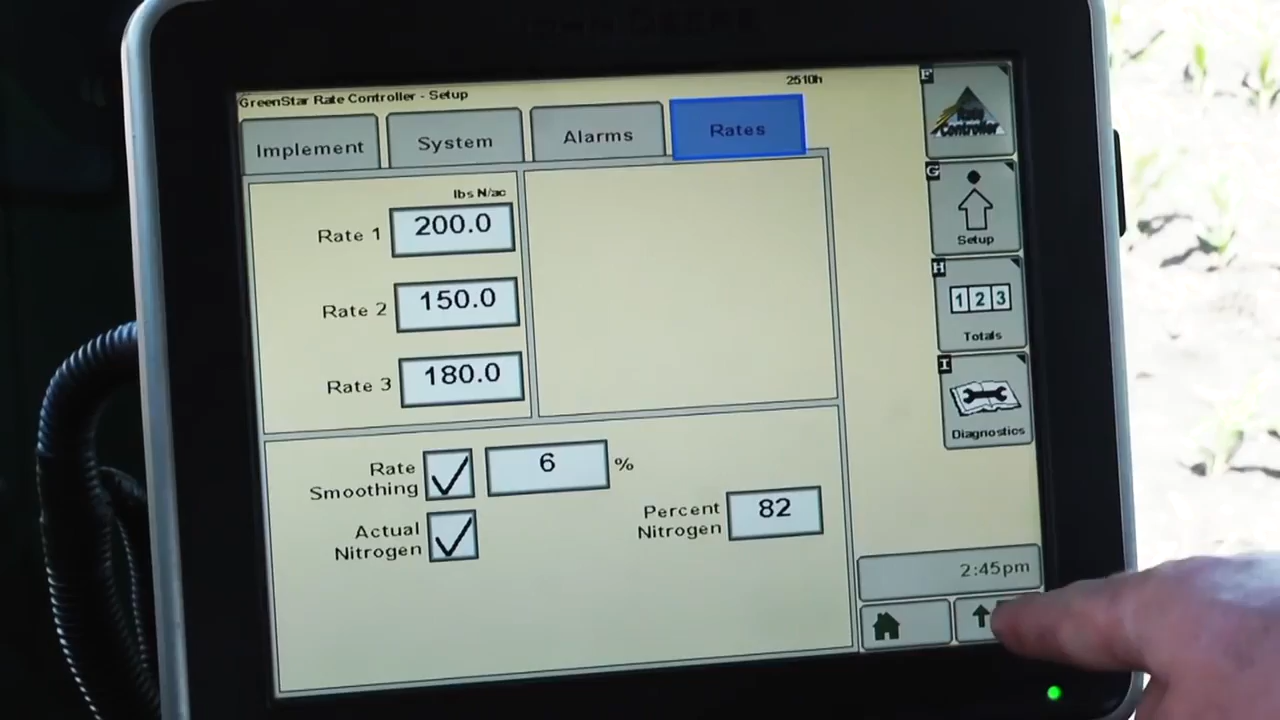 GreenStar Rate Controller - Setup
2510h
Implement
System
Alarms
Rates
lbs N/ac
Rate 1
200.0
Rate 2
150.0
Rate 3
180.0
Rate
Smoothing
6
%
Actual
Nitrogen
Percent
Nitrogen
82
F
Rate
Controller
G
Setup
H
1 2 3
Totals
I
Diagnostics
2:45pm